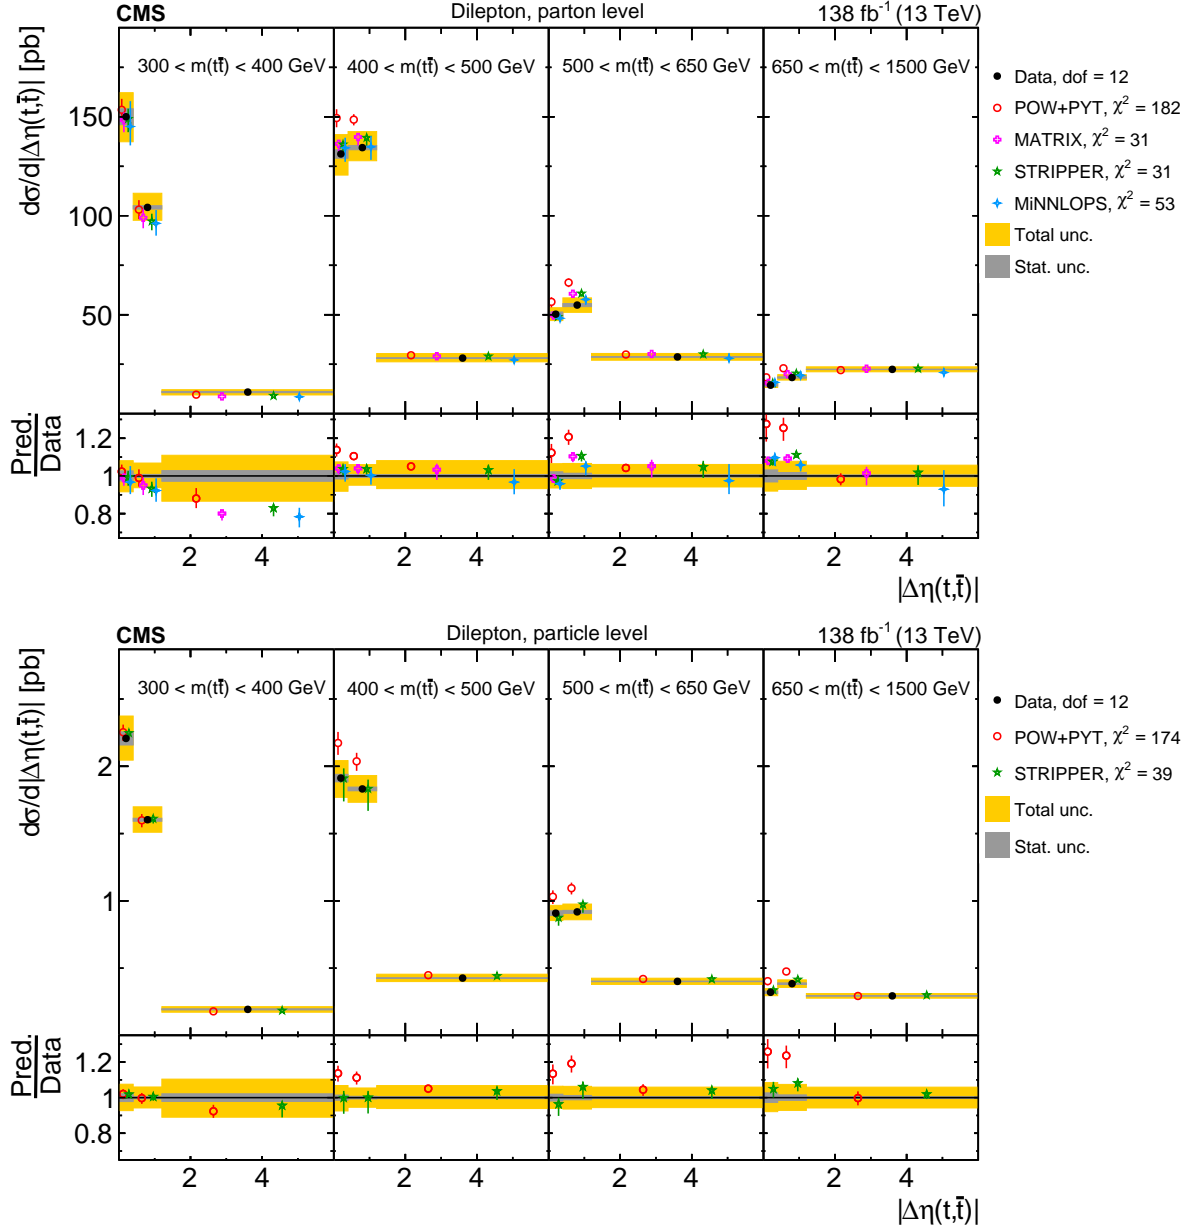 CMS Dilepton, parton level 138 fb⁻¹ (13 TeV)
dσ/d|Δη(t,t̄)| [pb]
300 < m(tt̄) < 400 GeV 400 < m(tt̄) < 500 GeV 500 < m(tt̄) < 650 GeV 650 < m(tt̄) < 1500 GeV
150
100
50
Data, dof = 12
POW+PYT, χ² = 182
MATRIX, χ² = 31
STRIPPER, χ² = 31
MiNNLOPS, χ² = 53
Total unc.
Stat. unc.
Pred.
Data
1.2
1
0.8
2 4 2 4 2 4 2 4
|Δη(t,t̄)|
CMS Dilepton, particle level 138 fb⁻¹ (13 TeV)
dσ/d|Δη(t,t̄)| [pb]
300 < m(tt̄) < 400 GeV 400 < m(tt̄) < 500 GeV 500 < m(tt̄) < 650 GeV 650 < m(tt̄) < 1500 GeV
2
1
Data, dof = 12
POW+PYT, χ² = 174
STRIPPER, χ² = 39
Total unc.
Stat. unc.
Pred.
Data
1.2
1
0.8
2 4 2 4 2 4 2 4
|Δη(t,t̄)|